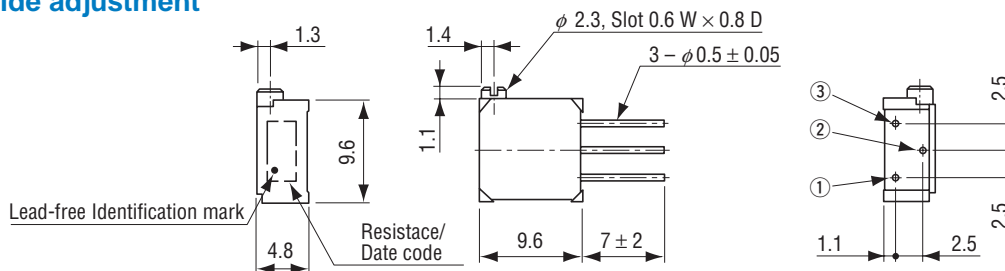 ide adjustment
1.3
1.4
φ 2.3, Slot 0.6 W × 0.8 D
3 – φ 0.5 ± 0.05
1.1
9.6
Lead-free Identification mark
4.8
Resistace/
Date code
9.6
7 ± 2
③
②
①
2.5
2.5
1.1
2.5